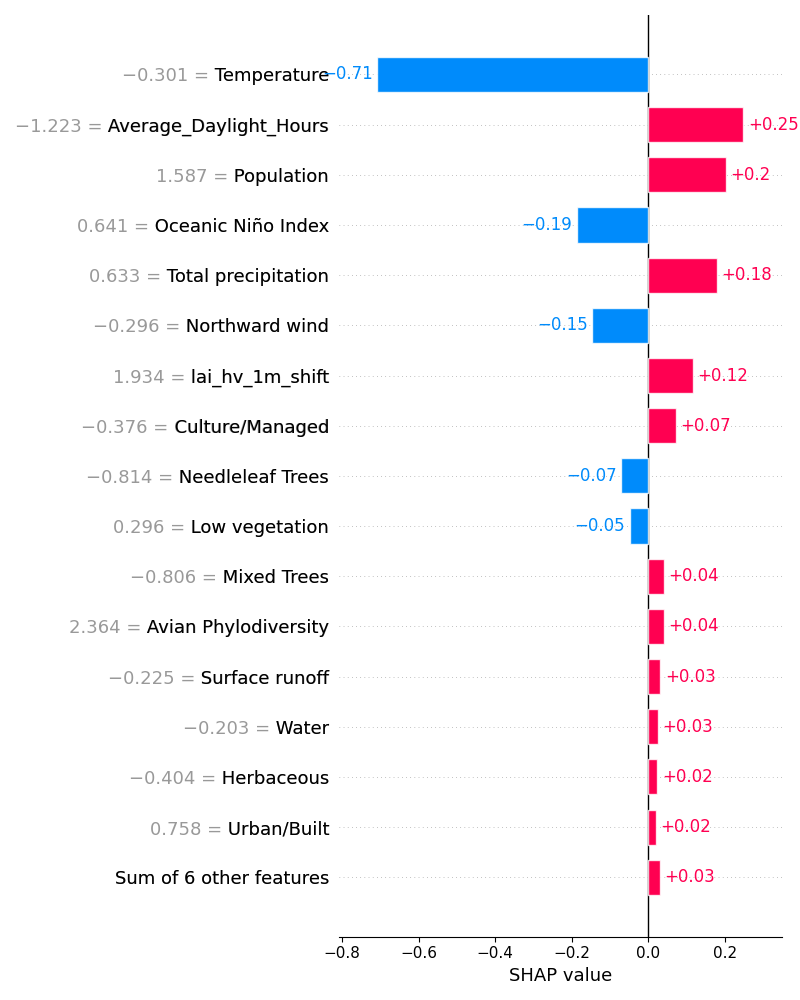 −0.301 = Temperature −0.71
−1.223 = Average_Daylight_Hours +0.25
1.587 = Population +0.2
0.641 = Oceanic Niño Index −0.19
0.633 = Total precipitation +0.18
−0.296 = Northward wind −0.15
1.934 = lai_hv_1m_shift +0.12
−0.376 = Culture/Managed +0.07
−0.814 = Needleleaf Trees −0.07
0.296 = Low vegetation −0.05
−0.806 = Mixed Trees +0.04
2.364 = Avian Phylodiversity +0.04
−0.225 = Surface runoff +0.03
−0.203 = Water +0.03
−0.404 = Herbaceous +0.02
0.758 = Urban/Built +0.02
Sum of 6 other features +0.03
−0.8 −0.6 −0.4 −0.2 0.0 0.2
SHAP value